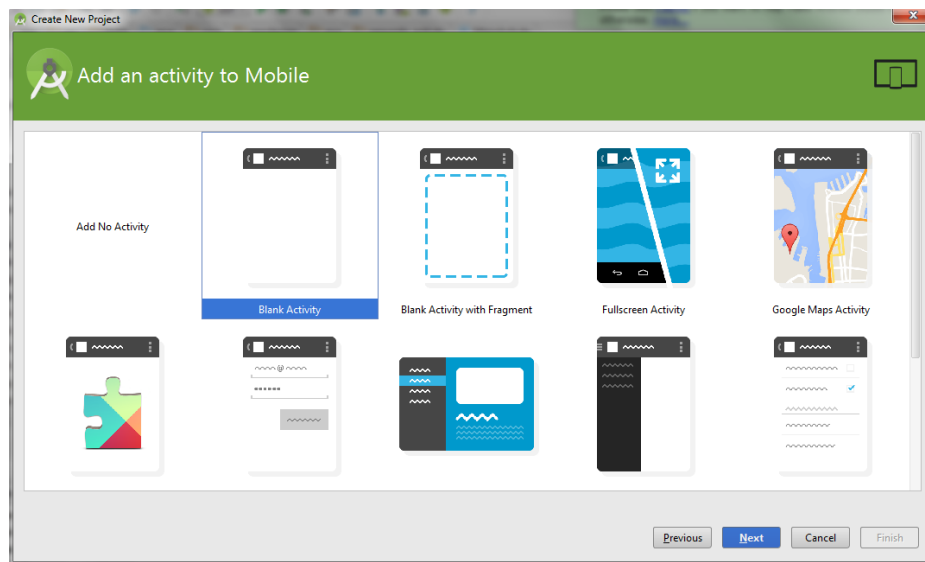 Create New Project
Add an activity to Mobile
Add No Activity
Blank Activity
Blank Activity with Fragment
Fullscreen Activity
Google Maps Activity
Previous
Next
Cancel
Finish